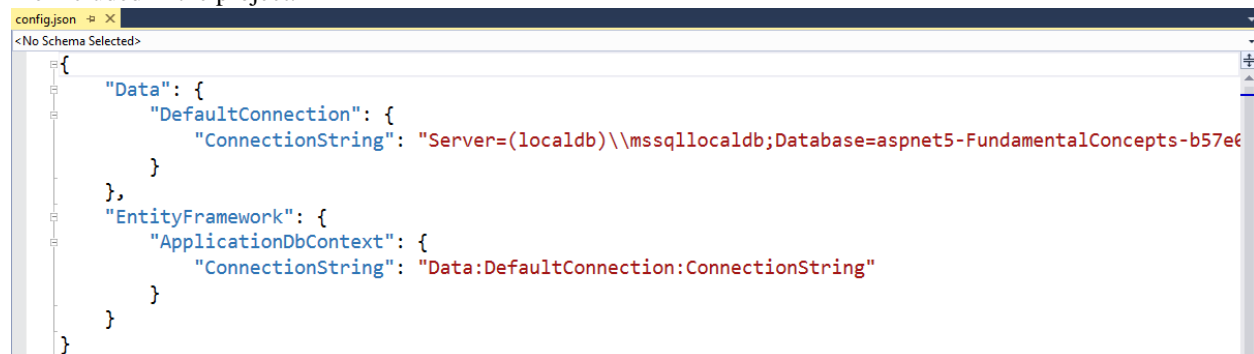 config.json
<No Schema Selected>
{
"Data": {
"DefaultConnection": {
"ConnectionString": "Server=(localdb)\\mssqllocaldb;Database=aspnet5-FundamentalConcepts-b57e6
}
},
"EntityFramework": {
"ApplicationDbContext": {
"ConnectionString": "Data:DefaultConnection:ConnectionString"
}
}
}